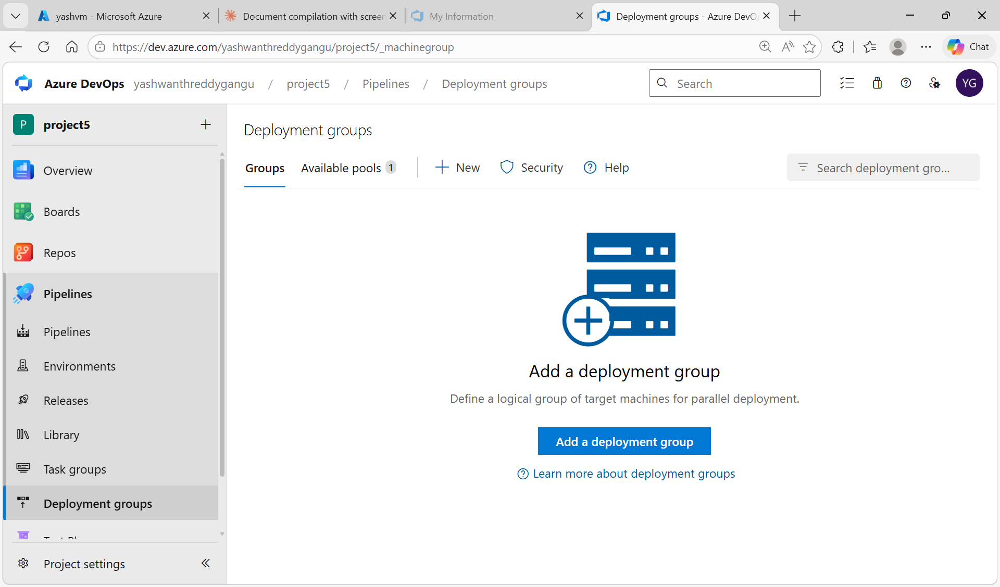 yashvm - Microsoft Azure
Document compilation with screen
My Information
Deployment groups - Azure DevO
https://dev.azure.com/yashwanthreddygangu/project5/_machinegroup
Chat
Azure DevOps yashwanthreddygangu / project5 / Pipelines / Deployment groups
Search
YG
P project5
Overview
Boards
Repos
Pipelines
Pipelines
Environments
Releases
Library
Task groups
Deployment groups
Project settings
Deployment groups
Groups Available pools 1 New Security Help
Search deployment gro...
Add a deployment group
Define a logical group of target machines for parallel deployment.
Add a deployment group
Learn more about deployment groups